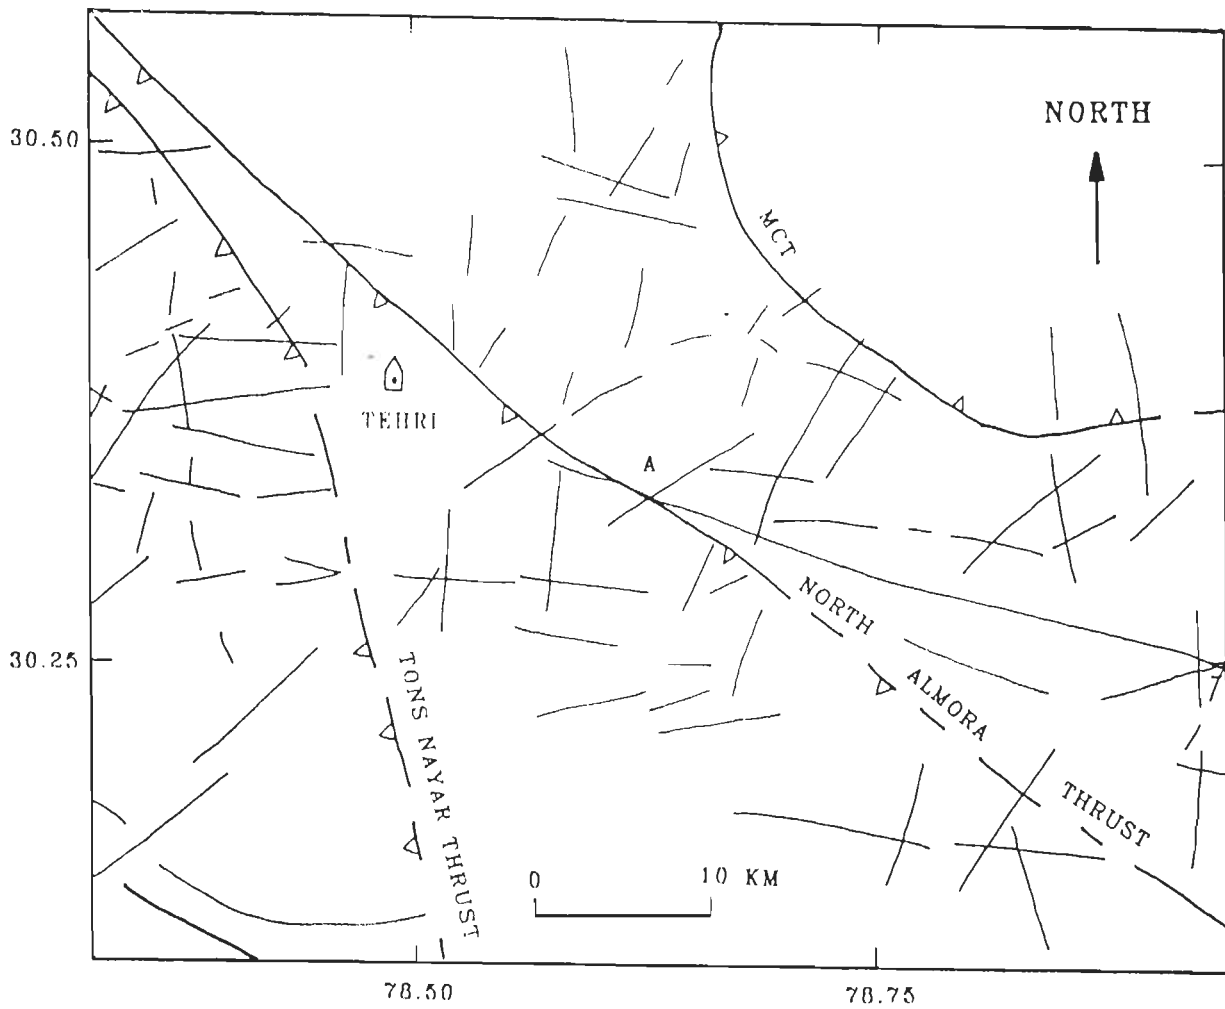 30.50
NORTH
MCT
TEHRI
A
30.25
NORTH
ALMORA
THRUST
TONS NAYAR THRUST
0 10 KM
78.50 78.75